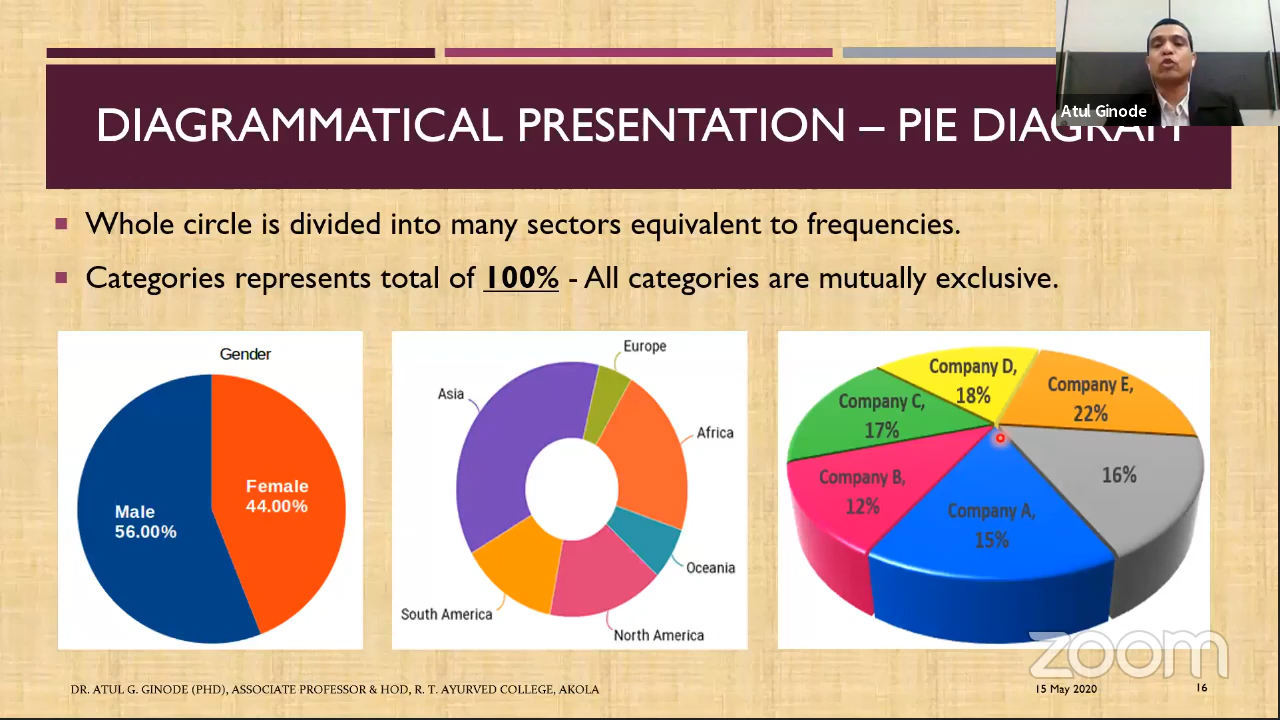 DIAGRAMMATICAL PRESENTATION – PIE DIAGRAM
Atul Ginode
Whole circle is divided into many sectors equivalent to frequencies.
Categories represents total of 100% - All categories are mutually exclusive.
Gender
Male
56.00%
Female
44.00%
Europe
Asia
Africa
Oceania
South America
North America
Company D,
18%
Company E,
22%
Company C,
17%
16%
Company B,
12%
Company A,
15%
zoom
DR. ATUL G. GINODE (PHD), ASSOCIATE PROFESSOR & HOD, R. T. AYURVED COLLEGE, AKOLA
15 May 2020
16